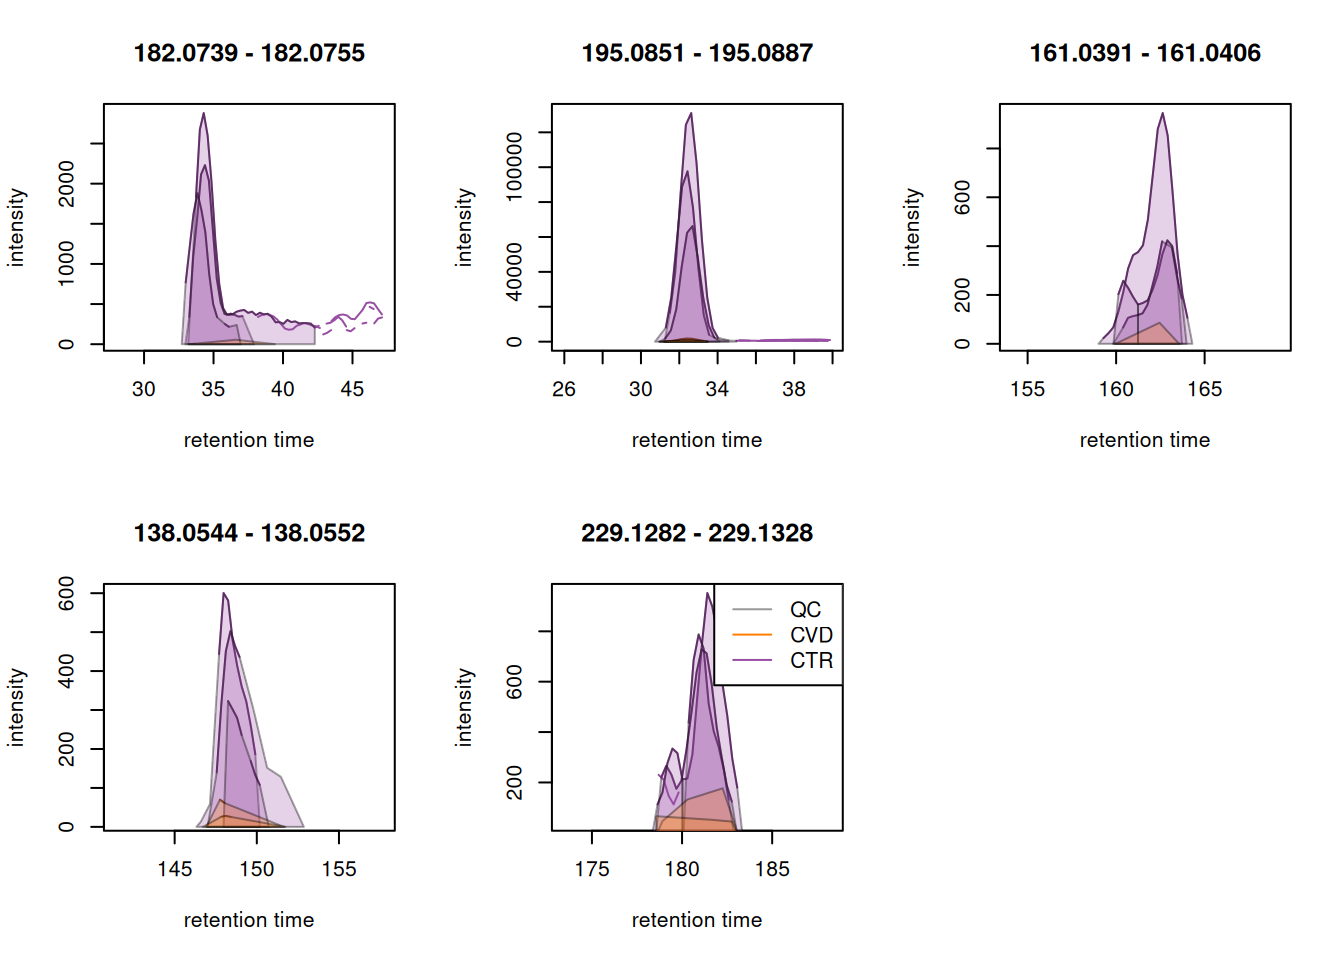 182.0739 - 182.0755
intensity
0 1000 2000
30 35 40 45
retention time
195.0851 - 195.0887
intensity
0 40000 100000
26 30 34 38
retention time
161.0391 - 161.0406
intensity
0 200 600
155 160 165
retention time
138.0544 - 138.0552
intensity
0 200 400 600
145 150 155
retention time
229.1282 - 229.1328
intensity
200 600
175 180 185
retention time
QC
CVD
CTR